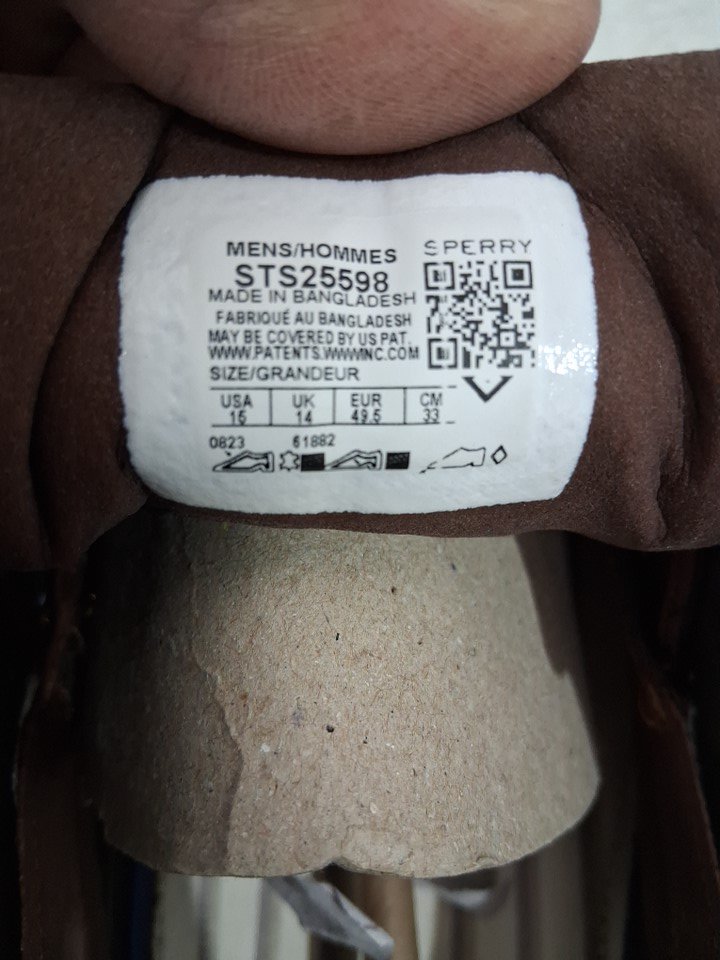 MENS/HOMMES
STS25598
MADE IN BANGLADESH
FABRIQUÉ AU BANGLADESH
MAY BE COVERED BY US PAT.
WWW.PATENTS.WWWINC.COM
SIZE/GRANDEUR
USA UK EUR CM
15 14 49.5 33
0823 61882
SPERRY